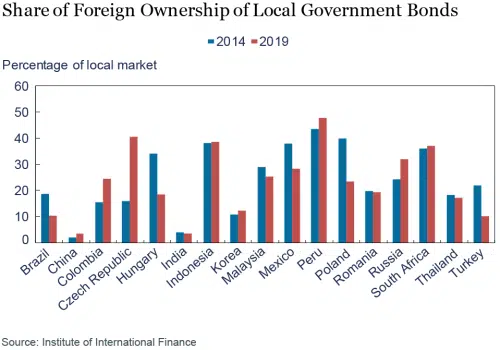 Share of Foreign Ownership of Local Government Bonds
2014 2019
Percentage of local market
60
50
40
30
20
10
0
Brazil
China
Colombia
Czech Republic
Hungary
India
Indonesia
Korea
Malaysia
Mexico
Peru
Poland
Romania
Russia
South Africa
Thailand
Turkey
Source: Institute of International Finance